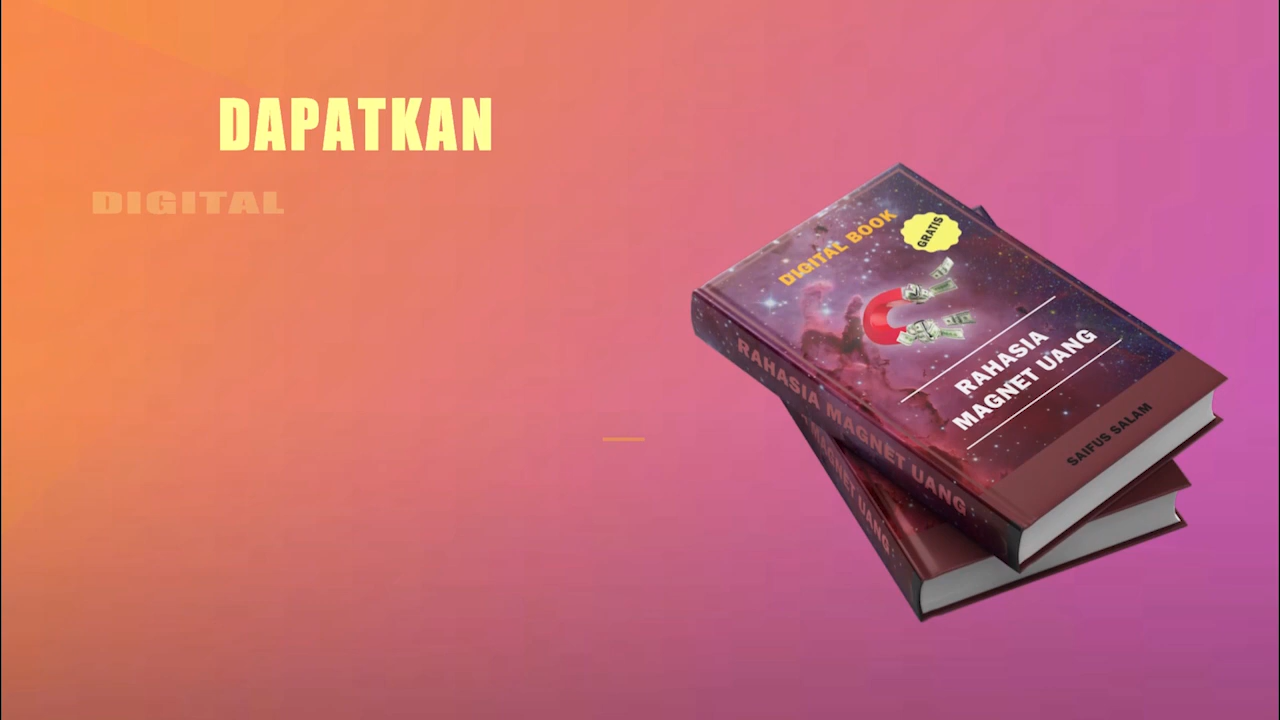 DAPATKAN
DIGITAL
DIGITAL BOOK
GRATIS
RAHASIA
MAGNET UANG
SAIFUS SALAM
RAHASIA MAGNET UANG
MAGNET UANG